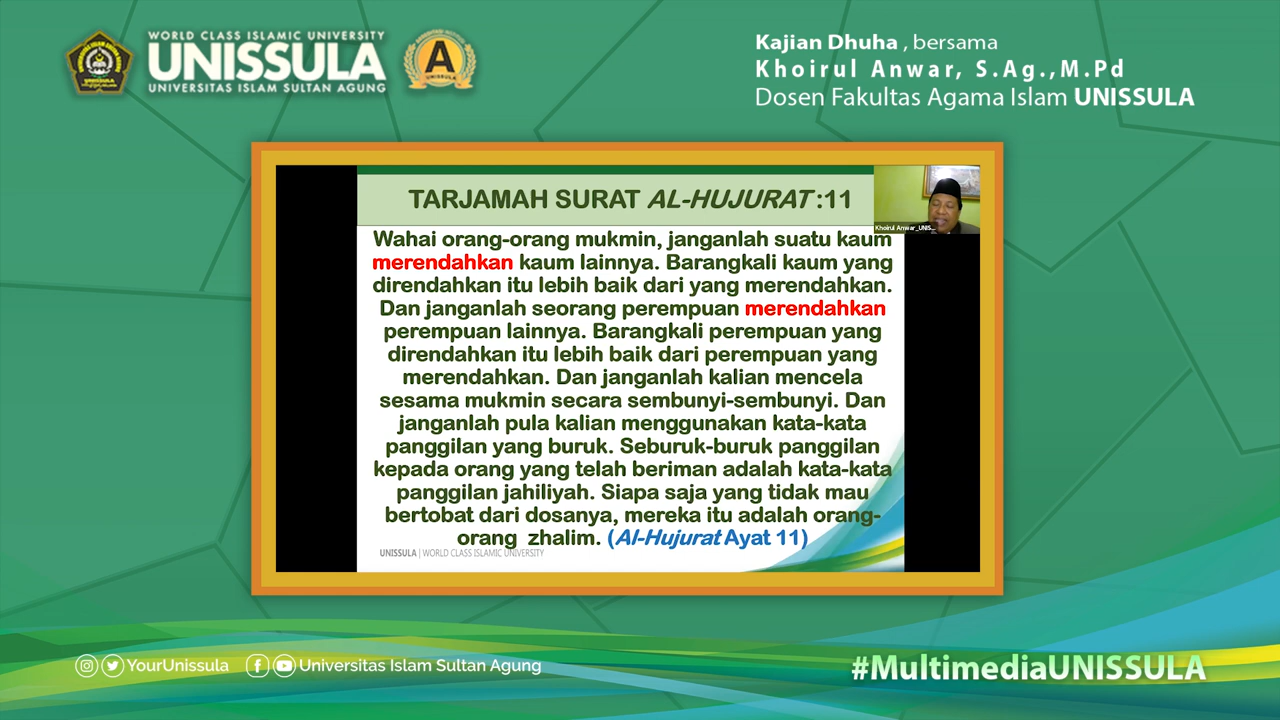 WORLD CLASS ISLAMIC UNIVERSITY
UNISSULA
UNIVERSITAS ISLAM SULTAN AGUNG
A
UNISSULA
Kajian Dhuha , bersama
Khoirul Anwar, S.Ag.,M.Pd
Dosen Fakultas Agama Islam UNISSULA
TARJAMAH SURAT AL-HUJURAT :11
Khoirul Anwar_UNIS...
Wahai orang-orang mukmin, janganlah suatu kaum
merendahkan kaum lainnya. Barangkali kaum yang
direndahkan itu lebih baik dari yang merendahkan.
Dan janganlah seorang perempuan merendahkan
perempuan lainnya. Barangkali perempuan yang
direndahkan itu lebih baik dari perempuan yang
merendahkan. Dan janganlah kalian mencela
sesama mukmin secara sembunyi-sembunyi. Dan
janganlah pula kalian menggunakan kata-kata
panggilan yang buruk. Seburuk-buruk panggilan
kepada orang yang telah beriman adalah kata-kata
panggilan jahiliyah. Siapa saja yang tidak mau
bertobat dari dosanya, mereka itu adalah orang-
orang zhalim. (Al-Hujurat Ayat 11)
UNISSULA | WORLD CLASS ISLAMIC UNIVERSITY
YourUnissula
Universitas Islam Sultan Agung
#MultimediaUNISSULA